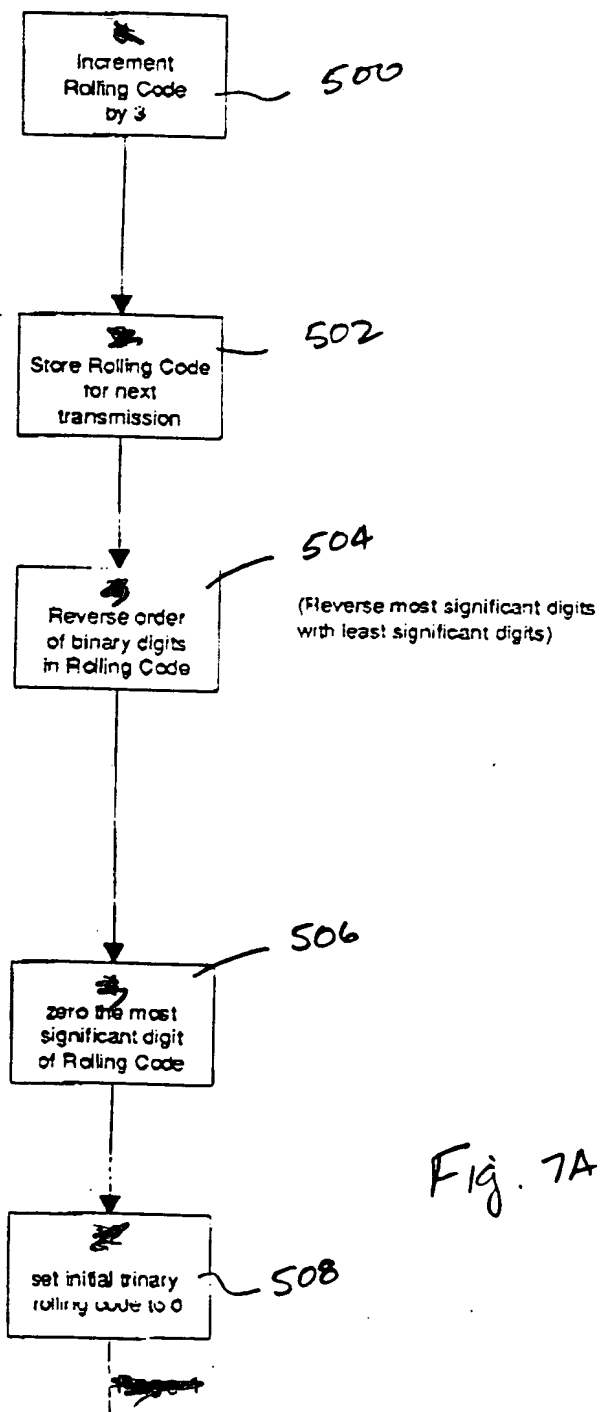 Increment
Rolling Code
by 3
500
Store Rolling Code
for next
transmission
502
504
Reverse order
of binary digits
in Rolling Code
(Reverse most significant digits
with least significant digits)
506
zero the most
significant digit
of Rolling Code
Fig. 7A
set initial trinary
rolling code to 0
508